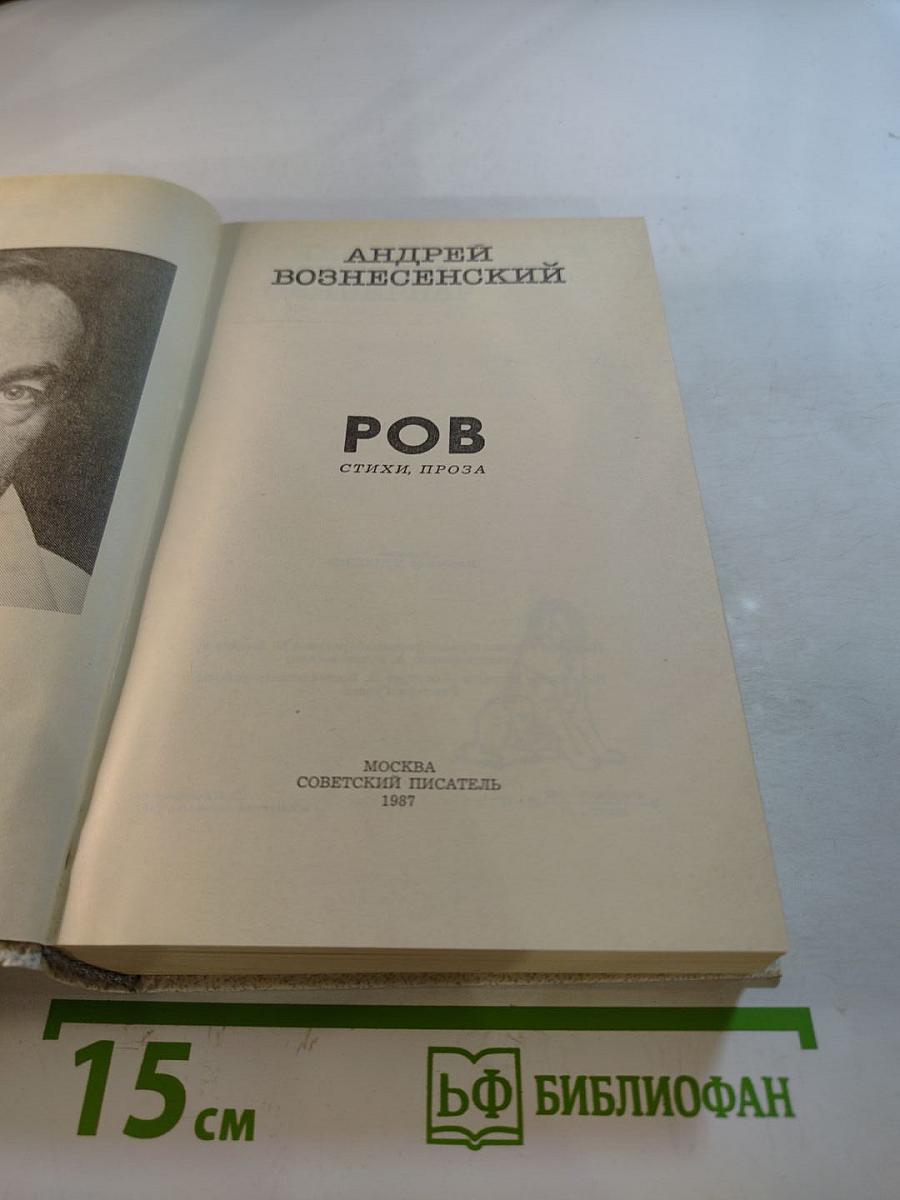 АНДРЕЙ
ВОЗНЕСЕНСКИЙ
РОВ
СТИХИ, ПРОЗА
МОСКВА
СОВЕТСКИЙ ПИСАТЕЛЬ
1987
15 см
ЬФ БИБЛИОФАН